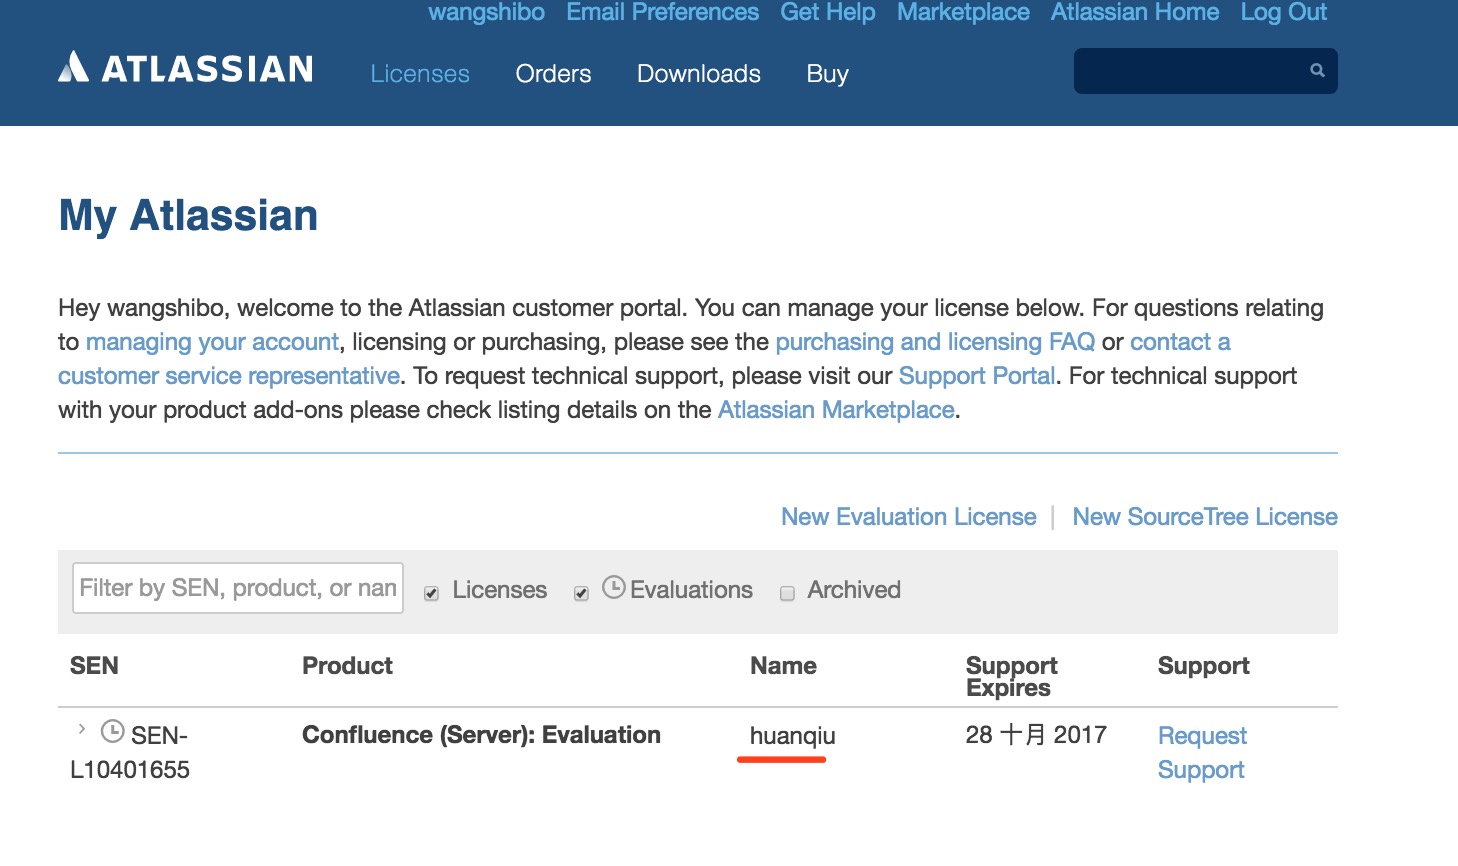 wangshibo Email Preferences Get Help Marketplace Atlassian Home Log Out
ATLASSIAN Licenses Orders Downloads Buy
My Atlassian
Hey wangshibo, welcome to the Atlassian customer portal. You can manage your license below. For questions relating
to managing your account, licensing or purchasing, please see the purchasing and licensing FAQ or contact a
customer service representative. To request technical support, please visit our Support Portal. For technical support
with your product add-ons please check listing details on the Atlassian Marketplace.
New Evaluation License | New SourceTree License
Filter by SEN, product, or nan Licenses Evaluations Archived
SEN Product Name Support Expires Support
SEN-L10401655 Confluence (Server): Evaluation huanqiu 28 十月 2017 Request Support